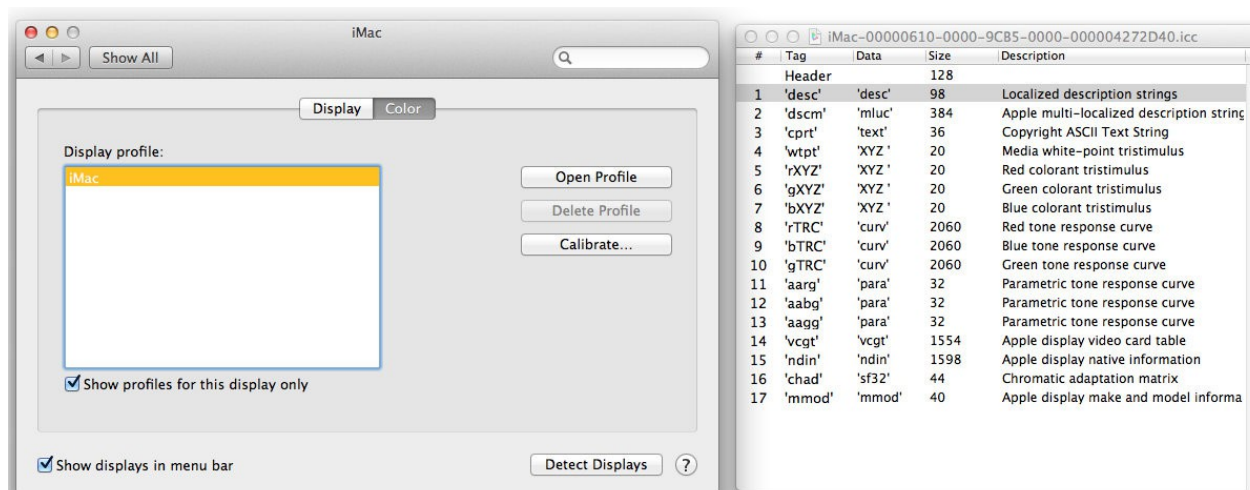 iMac
Show All
Display Color
Display profile:
iMac
Open Profile
Delete Profile
Calibrate...
Show profiles for this display only
Show displays in menu bar
Detect Displays ?
iMac-00000610-0000-9CB5-0000-000004272D40.icc
# Tag Data Size Description
Header 128
1 'desc' 'desc' 98 Localized description strings
2 'dscm' 'mluc' 384 Apple multi-localized description string
3 'cprt' 'text' 36 Copyright ASCII Text String
4 'wtpt' 'XYZ ' 20 Media white-point tristimulus
5 'rXYZ' 'XYZ ' 20 Red colorant tristimulus
6 'gXYZ' 'XYZ ' 20 Green colorant tristimulus
7 'bXYZ' 'XYZ ' 20 Blue colorant tristimulus
8 'rTRC' 'curv' 2060 Red tone response curve
9 'bTRC' 'curv' 2060 Blue tone response curve
10 'gTRC' 'curv' 2060 Green tone response curve
11 'aarg' 'para' 32 Parametric tone response curve
12 'aabg' 'para' 32 Parametric tone response curve
13 'aagg' 'para' 32 Parametric tone response curve
14 'vcgt' 'vcgt' 1554 Apple display video card table
15 'ndin' 'ndin' 1598 Apple display native information
16 'chad' 'sf32' 44 Chromatic adaptation matrix
17 'mmod' 'mmod' 40 Apple display make and model informa